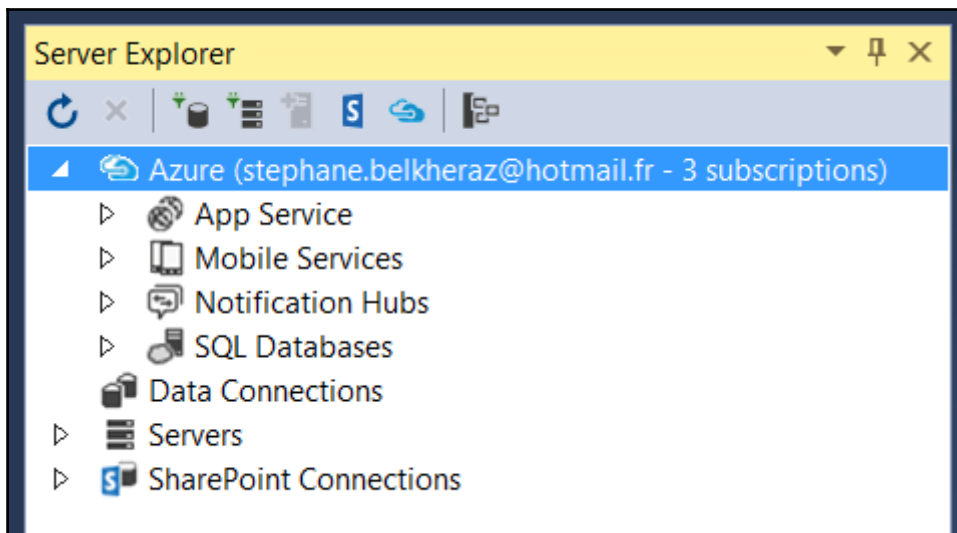 Server Explorer
Azure (stephane.belkheraz@hotmail.fr - 3 subscriptions)
App Service
Mobile Services
Notification Hubs
SQL Databases
Data Connections
Servers
SharePoint Connections